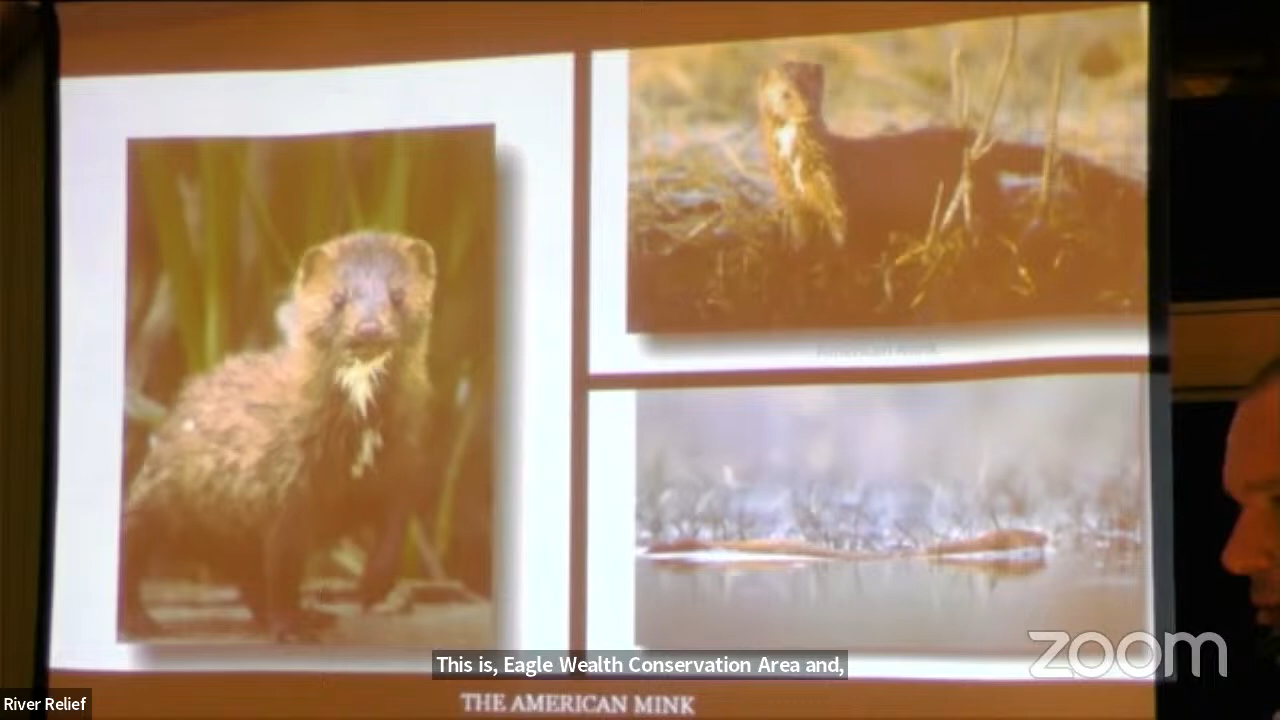 This is, Eagle Wealth Conservation Area and,
zoom
River Relief
THE AMERICAN MINK